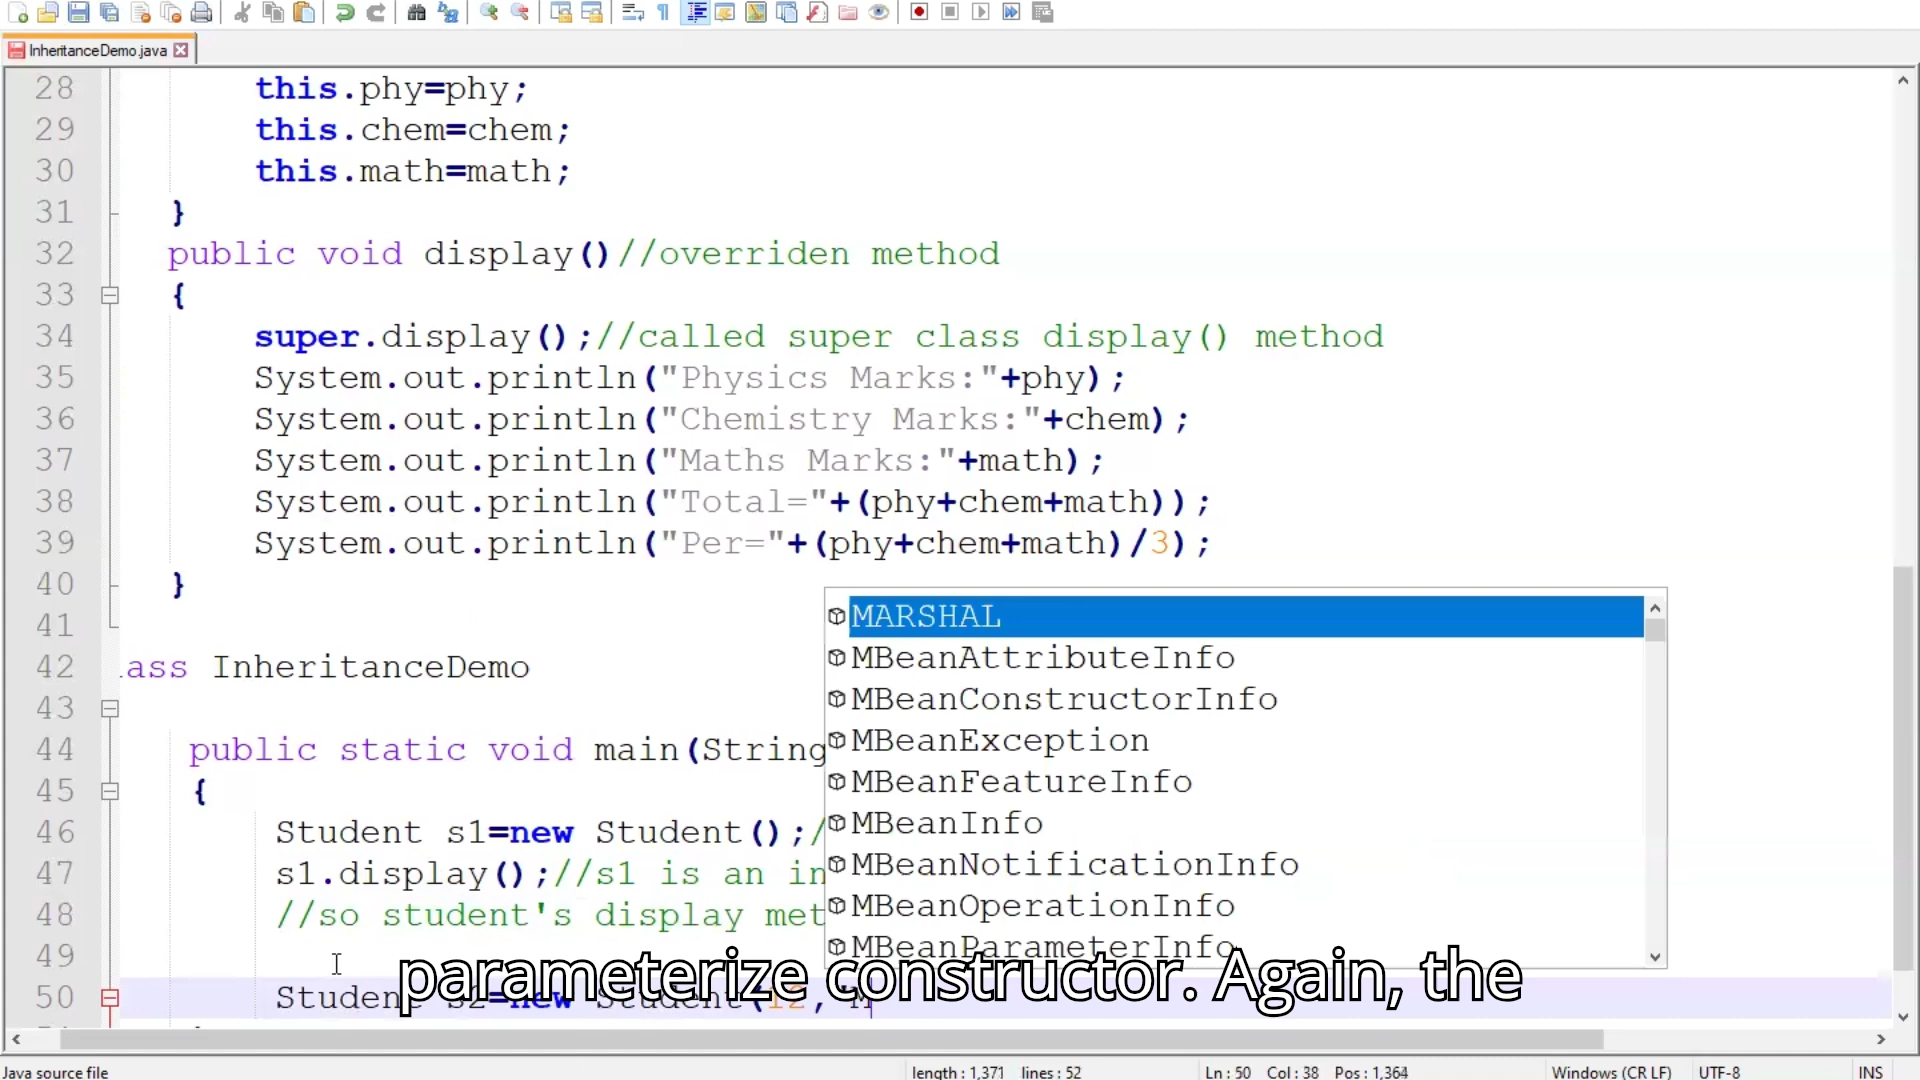 InheritanceDemo.java
28 this.phy=phy;
29 this.chem=chem;
30 this.math=math;
31 }
32 public void display()//overriden method
33 {
34 super.display();//called super class display() method
35 System.out.println("Physics Marks:"+phy);
36 System.out.println("Chemistry Marks:"+chem);
37 System.out.println("Maths Marks:"+math);
38 System.out.println("Total="+(phy+chem+math));
39 System.out.println("Per="+(phy+chem+math)/3);
40 }
41
42 ass InheritanceDemo
43
44 public static void main(String
45 {
46 Student s1=new Student();/
47 s1.display();//s1 is an in
48 //so student's display met
49
50 Student s2=new Student(12,"M
MARSHAL
MBeanAttributeInfo
MBeanConstructorInfo
MBeanException
MBeanFeatureInfo
MBeanInfo
MBeanNotificationInfo
MBeanOperationInfo
MBeanParameterInfo
parameterize constructor. Again, the
Java source file length : 1,371 lines : 52 Ln : 50 Col : 38 Pos : 1,364 Windows (CR LF) UTF-8 INS